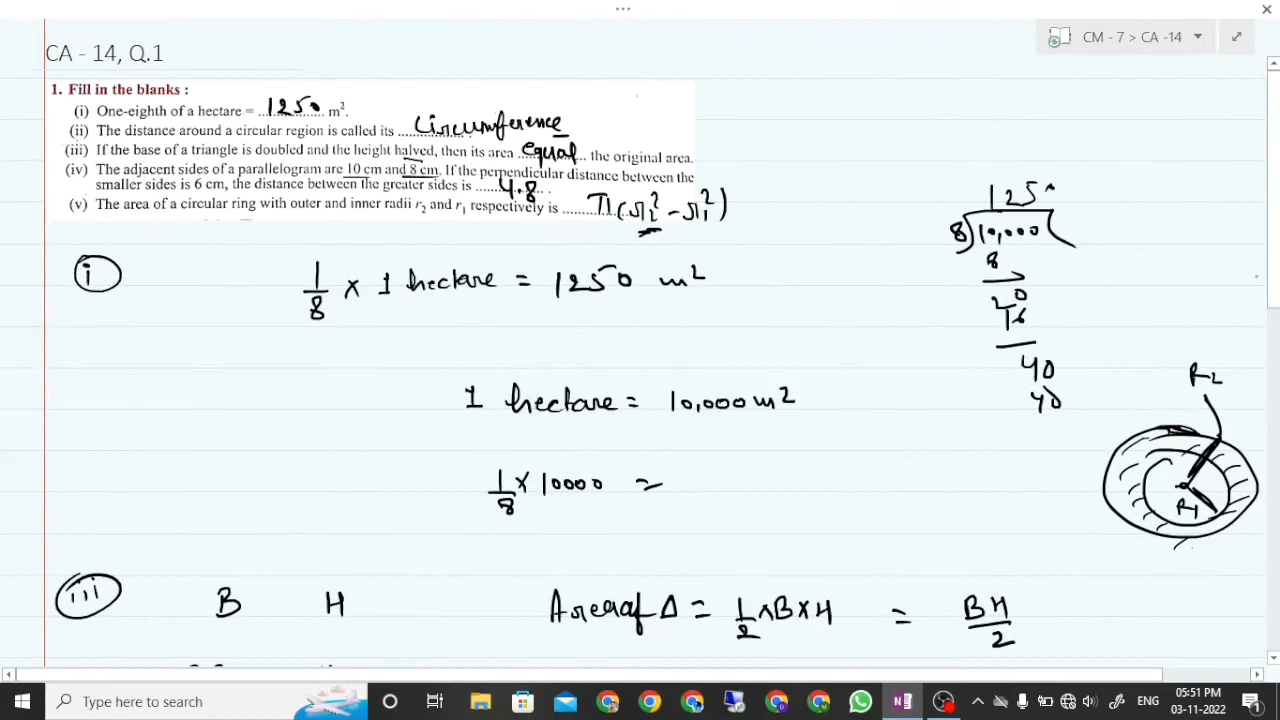 CM - 7 > CA -14
CA - 14, Q.1
1. Fill in the blanks :
(i) One-eighth of a hectare = ...1250... m².
(ii) The distance around a circular region is called its ...Circumference
(iii) If the base of a triangle is doubled and the height halved, then its area ...equal... the original area.
(iv) The adjacent sides of a parallelogram are 10 cm and 8 cm. If the perpendicular distance between the
smaller sides is 6 cm, the distance between the greater sides is ...4.8...
(v) The area of a circular ring with outer and inner radii r₂ and r₁ respectively is ...π(r₂² - r₁²)
1250
8 10,000
8
20
16
40
40
i 1/8 × 1 hectare = 1250 m²
1 hectare = 10,000 m²
R2
R1
1/8 × 10000 =
iii B H Area of Δ = 1/2 × B × H = BH/2
Type here to search
ENG
05:51 PM
03-11-2022
1